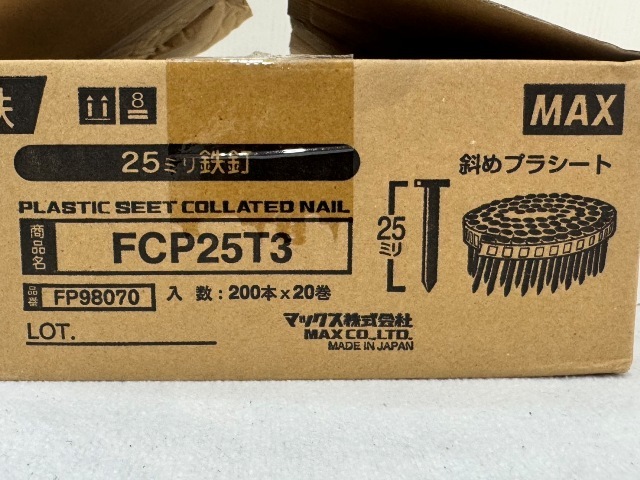 鉄
8
MAX
25ミリ鉄釘
斜めプラシート
PLASTIC SEET COLLATED NAIL
商品名
FCP25T3
25ミリ
品番
FP98070
入数:200本×20巻
LOT.
マックス株式会社
MAX CO.,LTD.
MADE IN JAPAN